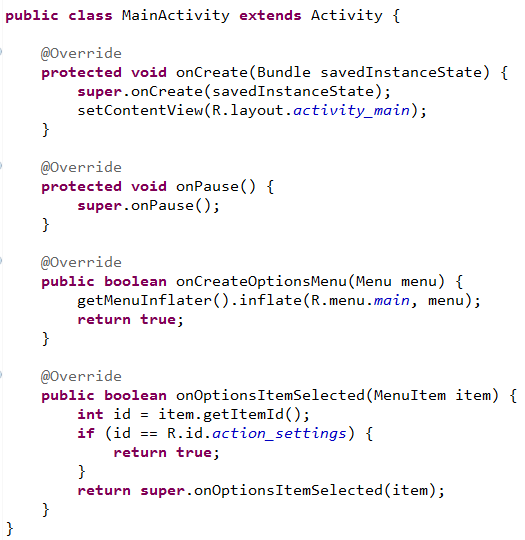 public class MainActivity extends Activity {
@Override
protected void onCreate(Bundle savedInstanceState) {
super.onCreate(savedInstanceState);
setContentView(R.layout.activity_main);
}
@Override
protected void onPause() {
super.onPause();
}
@Override
public boolean onCreateOptionsMenu(Menu menu) {
getMenuInflater().inflate(R.menu.main, menu);
return true;
}
@Override
public boolean onOptionsItemSelected(MenuItem item) {
int id = item.getItemId();
if (id == R.id.action_settings) {
return true;
}
return super.onOptionsItemSelected(item);
}
}